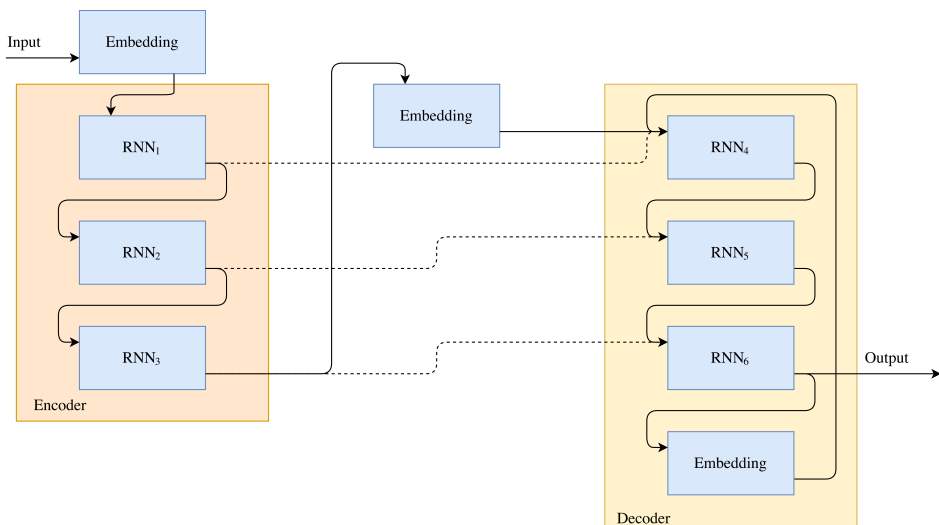 Input
Embedding
RNN₁
RNN₂
RNN₃
Encoder
Embedding
RNN₄
RNN₅
RNN₆
Output
Embedding
Decoder